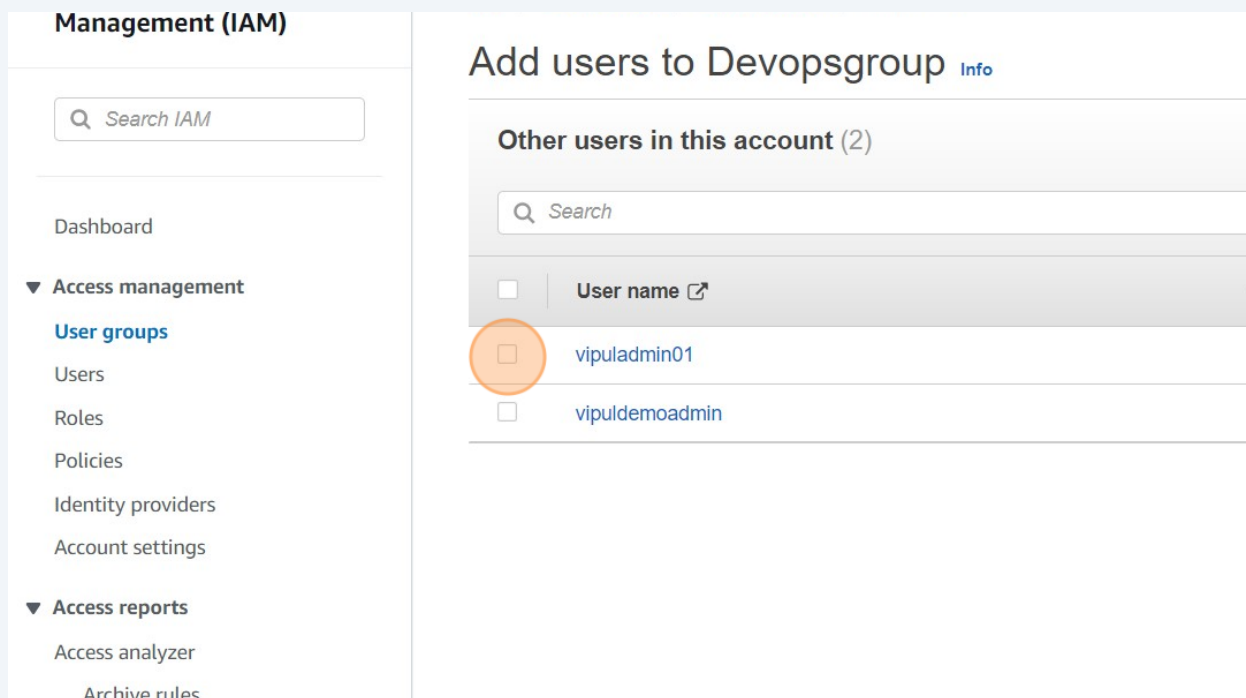 Management (IAM)
Search IAM
Dashboard
Access management
User groups
Users
Roles
Policies
Identity providers
Account settings
Access reports
Access analyzer
Archive rules
Add users to Devopsgroup Info
Other users in this account (2)
Search
User name
vipuladmin01
vipuldemoadmin